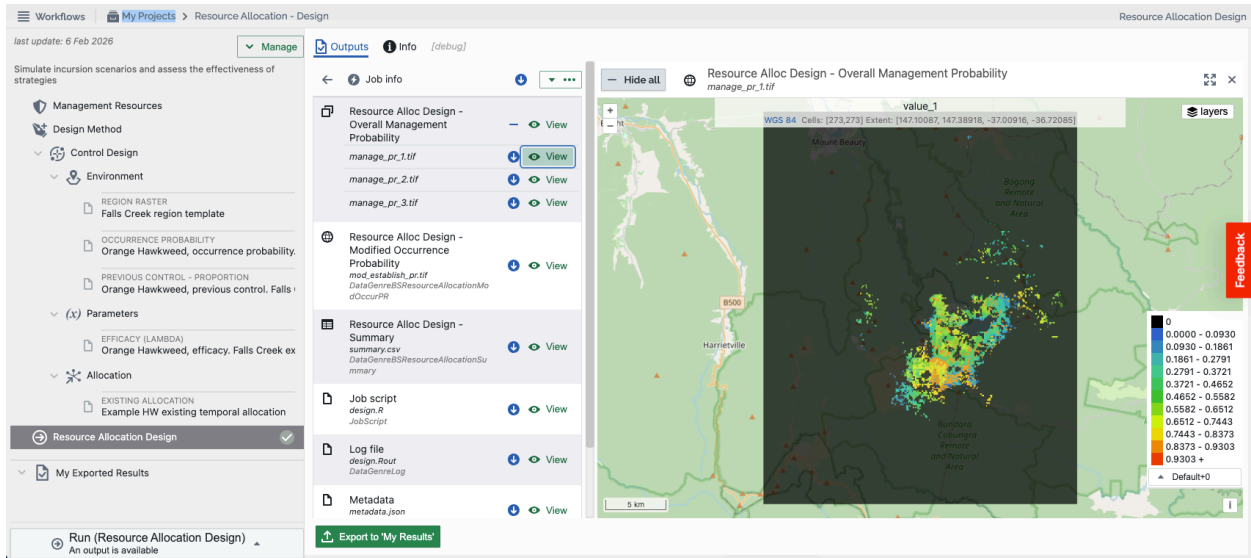 Workflows
My Projects > Resource Allocation - Design
Resource Allocation Design
last update: 6 Feb 2026
Manage
Simulate incursion scenarios and assess the effectiveness of
strategies
Management Resources
Design Method
Control Design
Environment
REGION RASTER
Falls Creek region template
OCCURRENCE PROBABILITY
Orange Hawkweed, occurrence probability.
PREVIOUS CONTROL - PROPORTION
Orange Hawkweed, previous control. Falls
(x) Parameters
EFFICACY (LAMBDA)
Orange Hawkweed, efficacy. Falls Creek ex
Allocation
EXISTING ALLOCATION
Example HW existing temporal allocation
Resource Allocation Design
My Exported Results
Run (Resource Allocation Design)
An output is available
Outputs
Info
[debug]
Job info
Resource Alloc Design -
Overall Management
Probability
View
manage_pr_1.tif
View
manage_pr_2.tif
View
manage_pr_3.tif
View
Resource Alloc Design -
Modified Occurrence
Probability
mod_establish_pr.tif
DataGenreBSResourceAllocationMo
dOccurPR
View
Resource Alloc Design -
Summary
summary.csv
DataGenreBSResourceAllocationSu
mmary
View
Job script
design.R
JobScript
View
Log file
design.Rout
DataGenreLog
View
Metadata
metadata.json
View
Export to 'My Results'
Hide all
Resource Alloc Design - Overall Management Probability
manage_pr_1.tif
value_1
WGS 84 Cells: [273,273] Extent: [147.10087, 147.38918, -37.00916, -36.72085]
layers
Mount Beauty
Bogong
Remote
and Natural
Area
B500
Harrietville
Bundara
Cobungra
Remote
and Natural
Area
5 km
0
0.0000 - 0.0930
0.0930 - 0.1861
0.1861 - 0.2791
0.2791 - 0.3721
0.3721 - 0.4652
0.4652 - 0.5582
0.5582 - 0.6512
0.6512 - 0.7443
0.7443 - 0.8373
0.8373 - 0.9303
0.9303 +
Default+0
Feedback